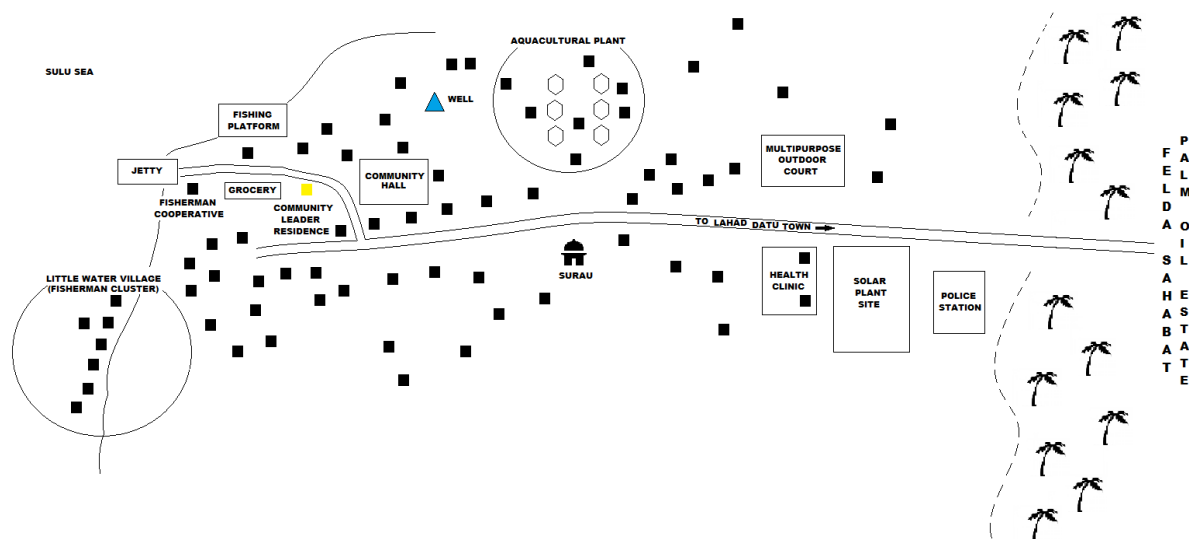 AQUACULTURAL PLANT
SULU SEA
WELL
FISHING
PLATFORM
JETTY
GROCERY
COMMUNITY
HALL
FISHERMAN
COOPERATIVE
COMMUNITY
LEADER
RESIDENCE
MULTIPURPOSE
OUTDOOR
COURT
TO LAHAD DATU TOWN
SURAU
LITTLE WATER VILLAGE
(FISHERMAN CLUSTER)
HEALTH
CLINIC
SOLAR
PLANT
SITE
POLICE
STATION
FELDA SAHABAT
PALM OIL ESTATE